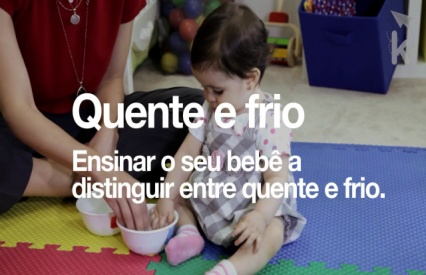 Quente e frio
Ensinar o seu bebê a
distinguir entre quente e frio.
k